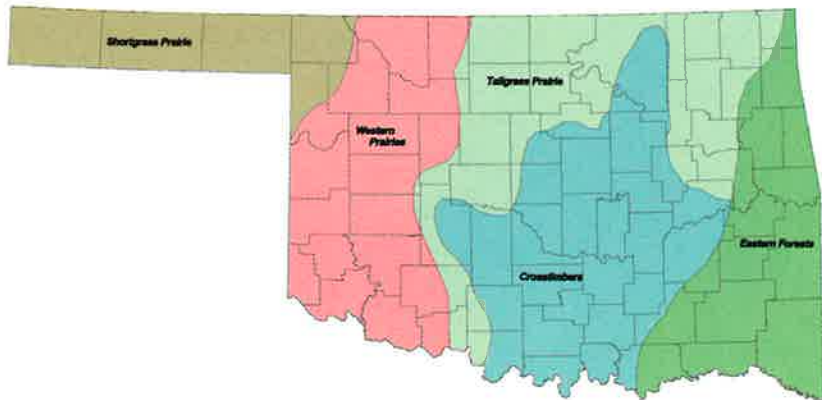 Shortgrass Prairie
Tallgrass Prairie
Western
Prairies
Eastern Forests
Crosstimbers